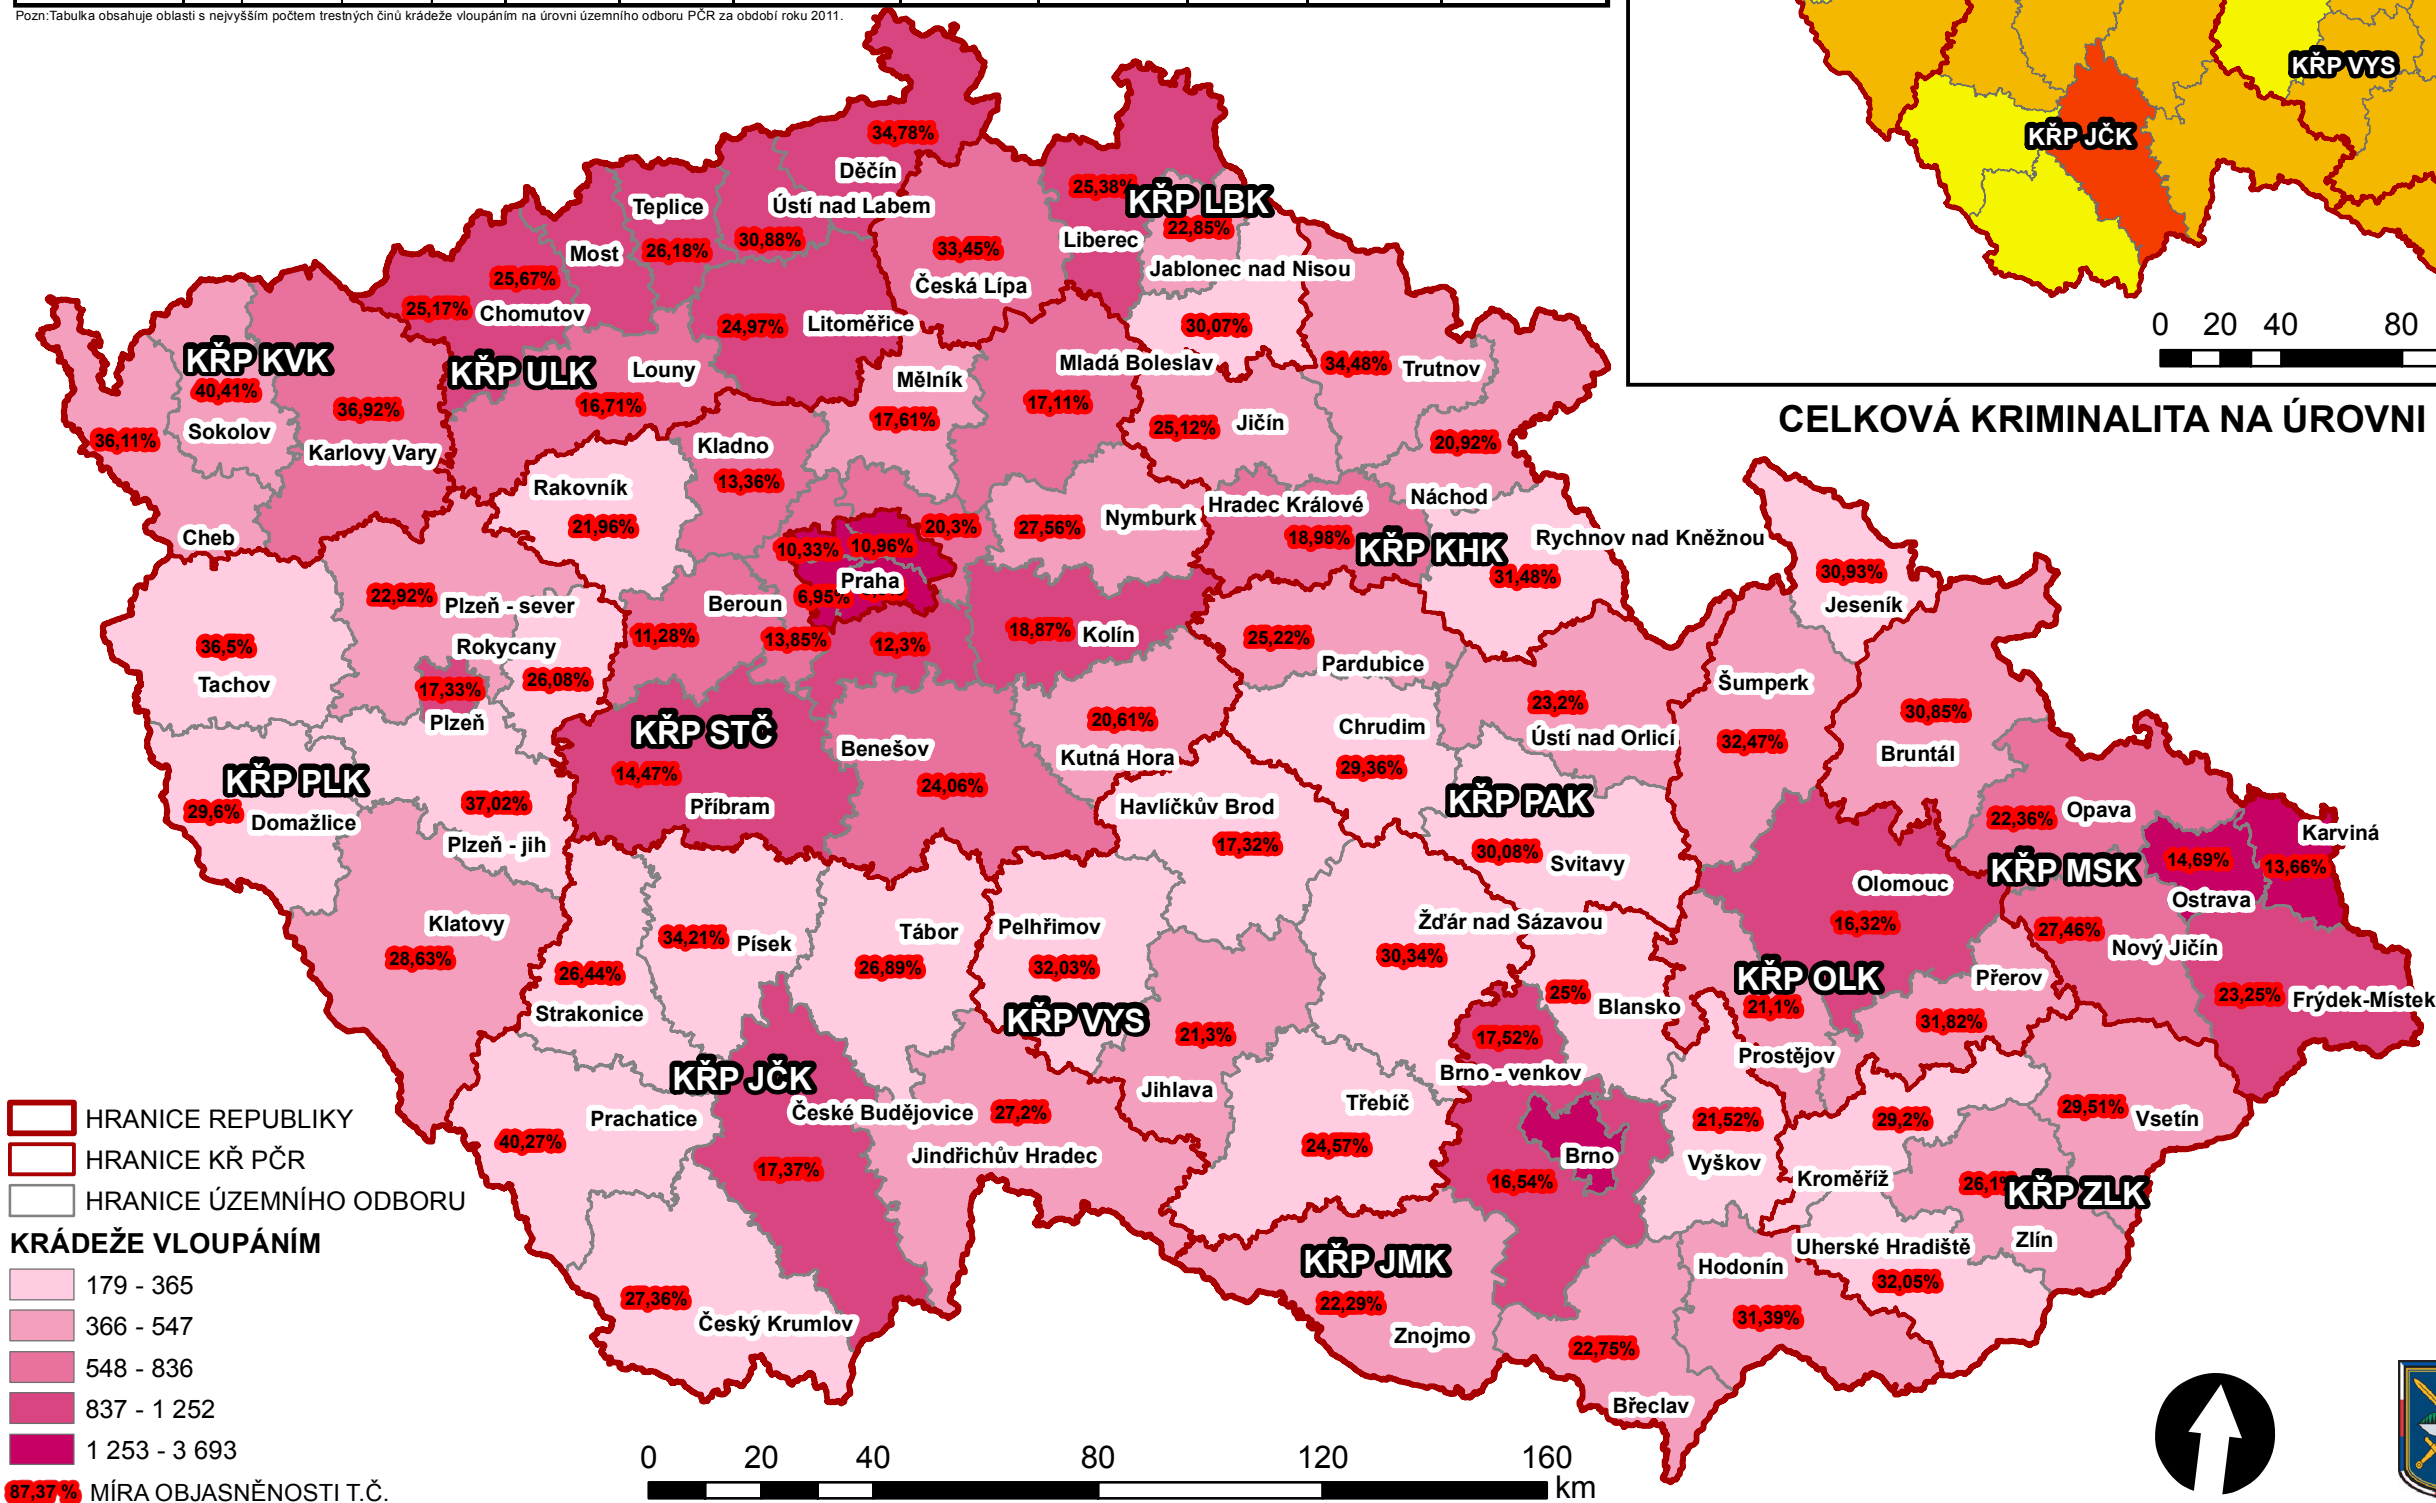 Pozn:Tabulka obsahuje oblasti s nejvyšším počtem trestných činů krádeže vloupáním na úrovni územního odboru PČR za období roku 2011.
KŘP VYS
KŘP JČK
0 20 40 80
CELKOVÁ KRIMINALITA NA ÚROVNI
34,78%
Děčín
Teplice
Ústí nad Labem
25,38%
KŘP LBK
22,85%
Most
26,18%
30,88%
33,45%
Liberec
25,67%
Česká Lípa
Jablonec nad Nisou
25,17%
Chomutov
24,97%
Litoměřice
30,07%
KŘP KVK
KŘP ULK
Louny
Mělník
Mladá Boleslav
34,48%
Trutnov
40,41%
36,92%
16,71%
17,61%
17,11%
36,11%
Sokolov
Karlovy Vary
Kladno
25,12%
Jičín
20,92%
Rakovník
13,36%
Hradec Králové
Náchod
21,96%
20,3%
27,56%
Nymburk
Cheb
10,33%
10,96%
18,98%
KŘP KHK
Rychnov nad Kněžnou
31,48%
30,93%
Jeseník
22,92%
Plzeň - sever
Beroun
Praha
6,95%
36,5%
Rokycany
11,28%
13,85%
12,3%
18,87%
Kolín
25,22%
Tachov
17,33%
26,08%
Pardubice
Šumperk
Plzeň
KŘP STČ
20,61%
Chrudim
23,2%
30,85%
Benešov
Kutná Hora
Ústí nad Orlicí
32,47%
Bruntál
KŘP PLK
14,47%
24,06%
29,36%
29,6%
Domažlice
37,02%
Příbram
Havlíčkův Brod
KŘP PAK
22,36%
Opava
Plzeň - jih
17,32%
30,08%
Svitavy
Karviná
KŘP MSK
14,69%
13,66%
Olomouc
Ostrava
Klatovy
34,21%
Písek
Tábor
Pelhřimov
Žďár nad Sázavou
16,32%
27,46%
Nový Jičín
28,63%
26,44%
26,89%
32,03%
30,34%
KŘP OLK
Přerov
Strakonice
25%
Blansko
21,1%
31,82%
23,25%
Frýdek-Místek
KŘP VYS
21,3%
17,52%
Prostějov
KŘP JČK
Jihlava
Brno - venkov
Prachatice
České Budějovice
27,2%
Třebíč
21,52%
29,2%
29,51%
Vsetín
40,27%
17,37%
Jindřichův Hradec
24,57%
Brno
Vyškov
16,54%
Kroměříž
26,1%
KŘP ZLK
KŘP JMK
Hodonín
Uherské Hradiště
Zlín
27,36%
Český Krumlov
22,29%
Znojmo
31,39%
32,05%
22,75%
Břeclav
HRANICE REPUBLIKY
HRANICE KŘ PČR
HRANICE ÚZEMNÍHO ODBORU
KRÁDEŽE VLOUPÁNÍM
179 - 365
366 - 547
548 - 836
837 - 1 252
1 253 - 3 693
87,37 % MÍRA OBJASNĚNOSTI T.Č.
0 20 40 80 120 160
km